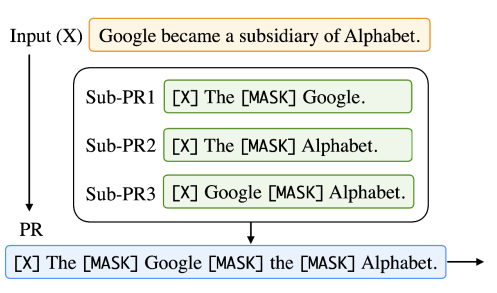 Input (X) Google became a subsidiary of Alphabet.
Sub-PR1 [X] The [MASK] Google.
Sub-PR2 [X] The [MASK] Alphabet.
Sub-PR3 [X] Google [MASK] Alphabet.
PR
[X] The [MASK] Google [MASK] the [MASK] Alphabet.